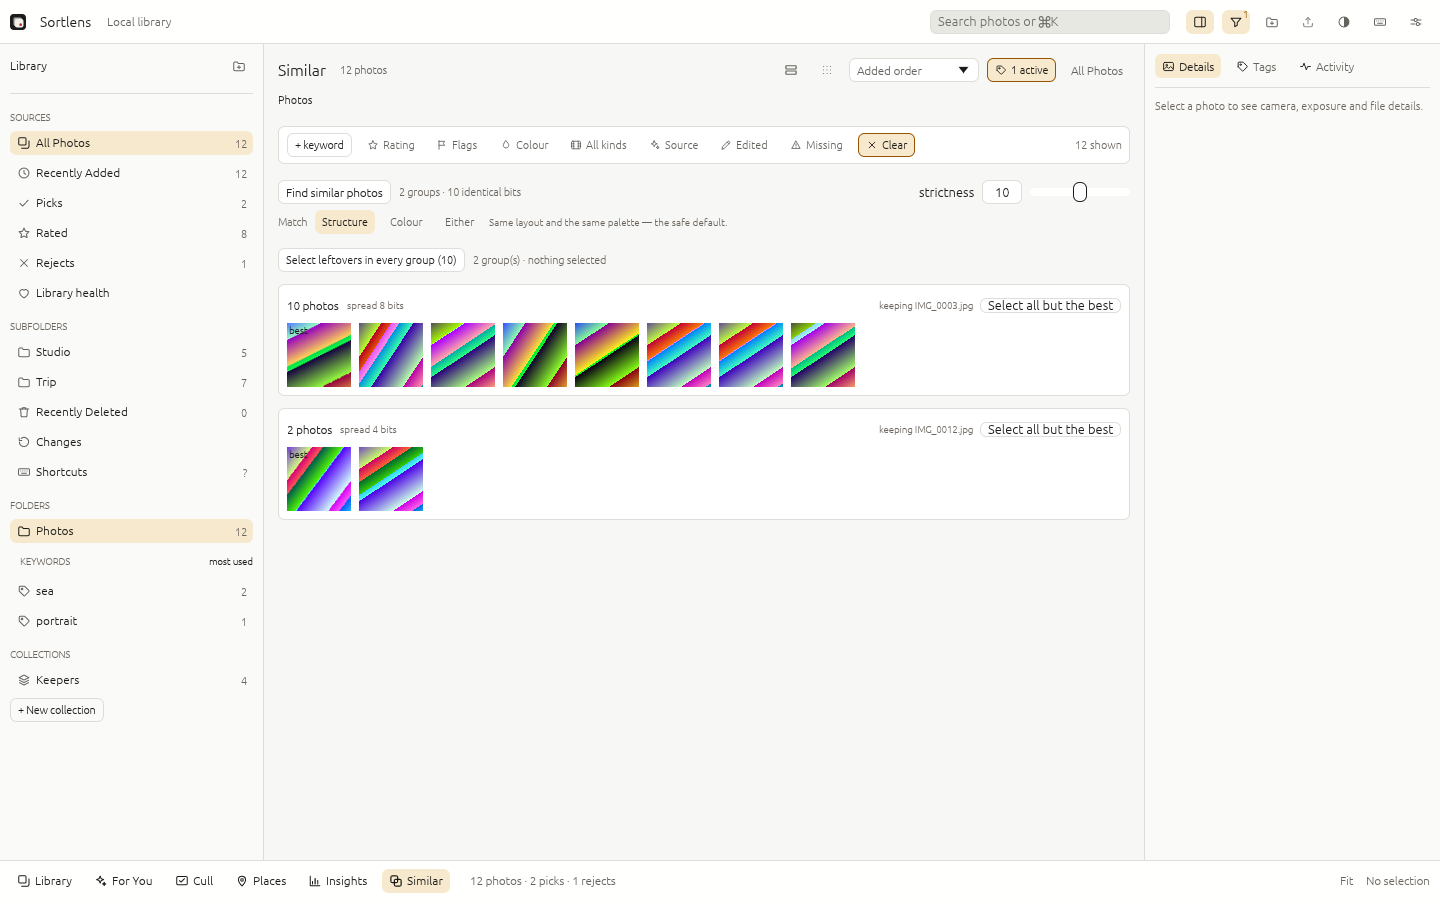 Sortlens Local library Search photos or ⌘K 1
Library
SOURCES
All Photos 12
Recently Added 12
Picks 2
Rated 8
Rejects 1
Library health
SUBFOLDERS
Studio 5
Trip 7
Recently Deleted 0
Changes
Shortcuts ?
FOLDERS
Photos 12
KEYWORDS most used
sea 2
portrait 1
COLLECTIONS
Keepers 4
+ New collection
Similar 12 photos Added order 1 active All Photos
Photos
+ keyword Rating Flags Colour All kinds Source Edited Missing Clear 12 shown
Find similar photos 2 groups · 10 identical bits strictness 10
Match Structure Colour Either Same layout and the same palette — the safe default.
Select leftovers in every group (10) 2 group(s) · nothing selected
10 photos spread 8 bits keeping IMG_0003.jpg Select all but the best
best
2 photos spread 4 bits keeping IMG_0012.jpg Select all but the best
best
Details Tags Activity
Select a photo to see camera, exposure and file details.
Library For You Cull Places Insights Similar 12 photos · 2 picks · 1 rejects Fit No selection